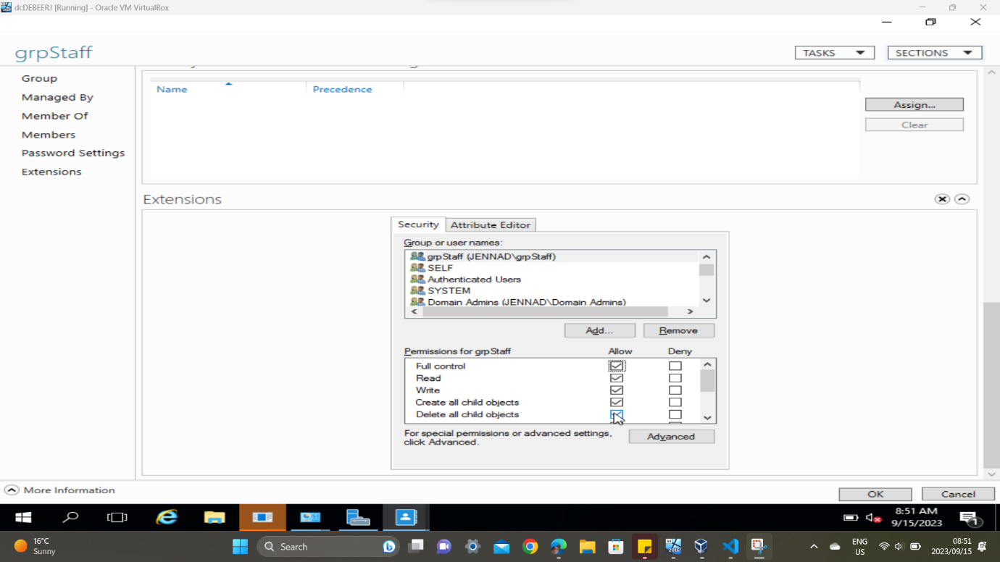 dcDEBEERJ [Running] - Oracle VM VirtualBox
grpStaff
TASKS
SECTIONS
Group
Managed By
Member Of
Members
Password Settings
Extensions
Name
Precedence
Assign...
Clear
Extensions
Security
Attribute Editor
Group or user names:
grpStaff (JENNAD\grpStaff)
SELF
Authenticated Users
SYSTEM
Domain Admins (JENNAD\Domain Admins)
Add...
Remove
Permissions for grpStaff
Allow
Deny
Full control
Read
Write
Create all child objects
Delete all child objects
For special permissions or advanced settings,
click Advanced.
Advanced
More Information
OK
Cancel
8:51 AM
9/15/2023
1
16°C
Sunny
Search
2016
ENG
US
08:51
2023/09/15